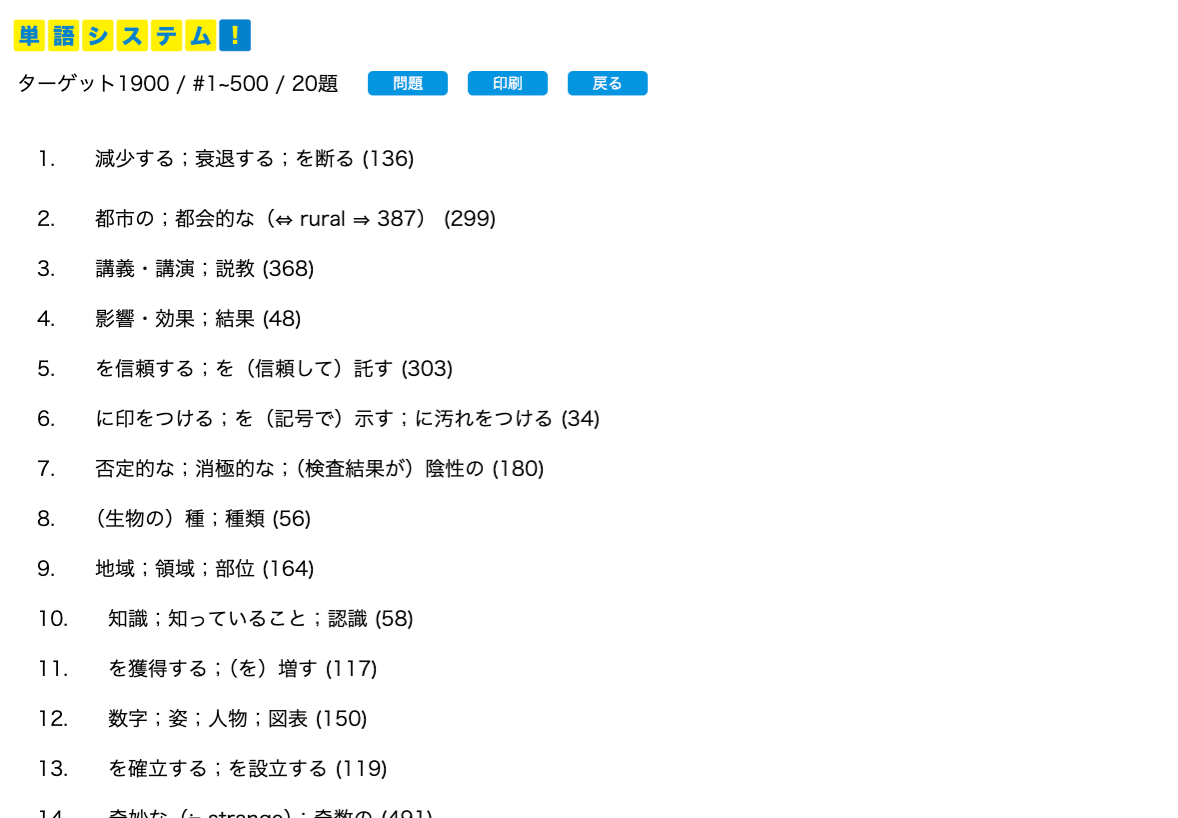 単語システム!
ターゲット1900 / #1~500 / 20題 問題 印刷 戻る
1. 減少する；衰退する；を断る (136)
2. 都市の；都会的な（⇔ rural ⇒ 387） (299)
3. 講義・講演；説教 (368)
4. 影響・効果；結果 (48)
5. を信頼する；を（信頼して）託す (303)
6. に印をつける；を（記号で）示す；に汚れをつける (34)
7. 否定的な；消極的な；（検査結果が）陰性の (180)
8. （生物の）種；種類 (56)
9. 地域；領域；部位 (164)
10. 知識；知っていること；認識 (58)
11. を獲得する；（を）増す (117)
12. 数字；姿；人物；図表 (150)
13. を確立する；を設立する (119)
14. 奇妙な（≒ strange）；奇数の (491)